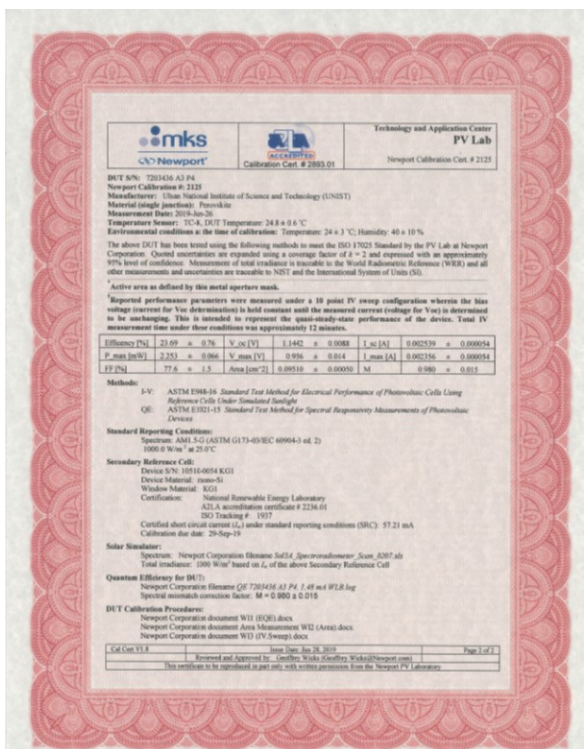 mks
Newport
ACCREDITED
Calibration Cert. # 2893.01
Technology and Application Center
PV Lab
Newport Calibration Cert. # 2125
DUT S/N: 7203436 A3 P4
Newport Calibration #: 2125
Manufacturer: Ulsan National Institute of Science and Technology (UNIST)
Material (single junction): Perovskite
Measurement Date: 2019-Jun-26
Temperature Sensor: TC-8, DUT Temperature: 24.8 ± 0.6 °C
Environmental conditions at the time of calibration: Temperature: 24 ± 3 °C; Humidity: 40 ± 10 %
The above DUT has been tested using the following methods to meet the ISO 17025 Standard by the PV Lab at Newport
Corporation. Quoted uncertainties are expanded using a coverage factor of k = 2 and expressed with an approximately
95% level of confidence. Measurement of total irradiance is traceable to the World Radiometric Reference (WRR) and all
other measurements and uncertainties are traceable to NIST and the International System of Units (SI).
Active area as defined by thin metal aperture mask.
Reported performance parameters were measured under a 10 point IV sweep configuration wherein the bias
voltage (current for Voc determination) is held constant until the measured current (voltage for Voc) is determined
to be unchanging. This is intended to represent the quasi-steady-state performance of the device. Total IV
measurement time under these conditions was approximately 12 minutes.
Efficency [%] 23.69 ± 0.76 V_oc [V] 1.1442 ± 0.0088 I_sc [A] 0.002539 ± 0.000054
P_max [mW] 2.253 ± 0.066 V_max [V] 0.956 ± 0.014 I_max [A] 0.002356 ± 0.000054
FF [%] 77.6 ± 1.5 Area [cm^2] 0.09510 ± 0.00050 M 0.980 ± 0.015
Methods:
I-V: ASTM E948-16 Standard Test Method for Electrical Performance of Photovoltaic Cells Using
Reference Cells Under Simulated Sunlight
QE: ASTM E1021-15 Standard Test Method for Spectral Responsivity Measurements of Photovoltaic
Devices
Standard Reporting Conditions:
Spectrum: AM1.5-G (ASTM G173-03/IEC 60904-3 ed. 2)
1000.0 W/m² at 25.0°C
Secondary Reference Cell:
Device S/N: 10510-0054 KG1
Device Material: mono-Si
Window Material: KG1
Certification: National Renewable Energy Laboratory
A2LA accreditation certificate # 2236.01
ISO Tracking # 1937
Certified short circuit current (Isc) under standard reporting conditions (SRC): 57.21 mA
Calibration due date: 29-Sep-19
Solar Simulator:
Spectrum: Newport Corporation filename Sol3A_Spectroradiometer_Scan_0207.xls
Total irradiance: 1000 W/m² based on Isc of the above Secondary Reference Cell
Quantum Efficiency for DUT:
Newport Corporation filename QE 7203436 A3 P4, 1.48 mA WLB.log
Spectral mismatch correction factor: M = 0.980 ± 0.015
DUT Calibration Procedures:
Newport Corporation document WI1 (EQE).docx
Newport Corporation document Area Measurement WI2 (Area).docx
Newport Corporation document WI3 (IV.Sweep).docx
Cal Cert V1.8 Issue Date: Jun 28, 2019 Page 2 of 2
Reviewed and Approved by: Geoffrey Wicks (Geoffrey.Wicks@Newport.com)
This certificate to be reproduced in part only with written permission from the Newport PV Laboratory